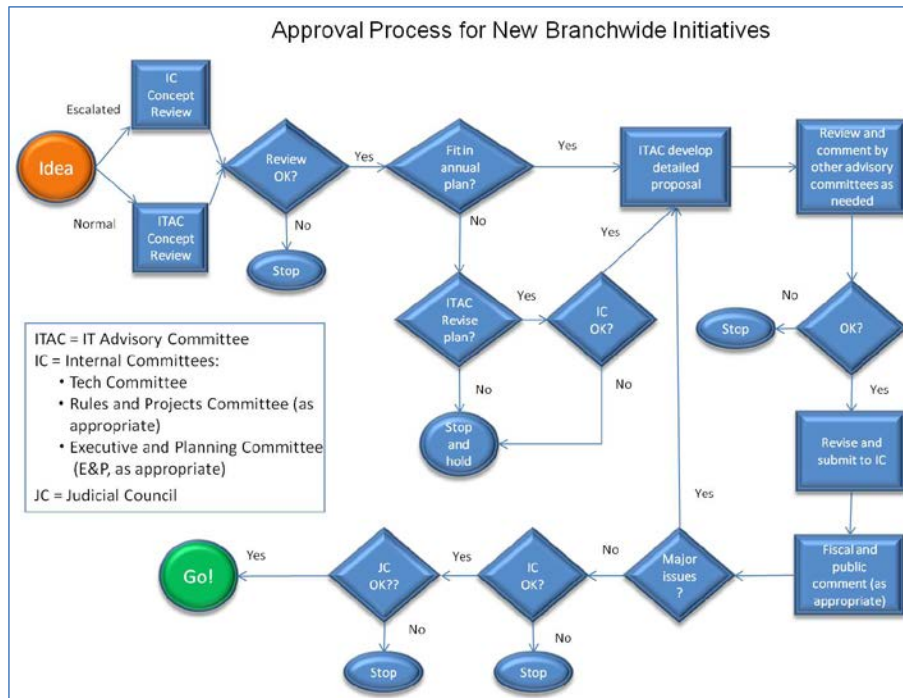 Approval Process for New Branchwide Initiatives
IC
Concept
Review
Escalated
Idea
Normal
ITAC
Concept
Review
Review
OK?
Yes
No
Stop
Fit in
annual
plan?
Yes
No
ITAC develop
detailed
proposal
Review and
comment by
other advisory
committees as
needed
ITAC
Revise
plan?
Yes
No
IC
OK?
Yes
No
Stop
and
hold
OK?
No
Stop
Yes
Revise and
submit to IC
Fiscal and
public
comment (as
appropriate)
Major
issues
?
Yes
No
IC
OK?
Yes
No
Stop
JC
OK??
Yes
No
Stop
Go!
ITAC = IT Advisory Committee
IC = Internal Committees:
• Tech Committee
• Rules and Projects Committee (as
appropriate)
• Executive and Planning Committee
(E&P, as appropriate)
JC = Judicial Council